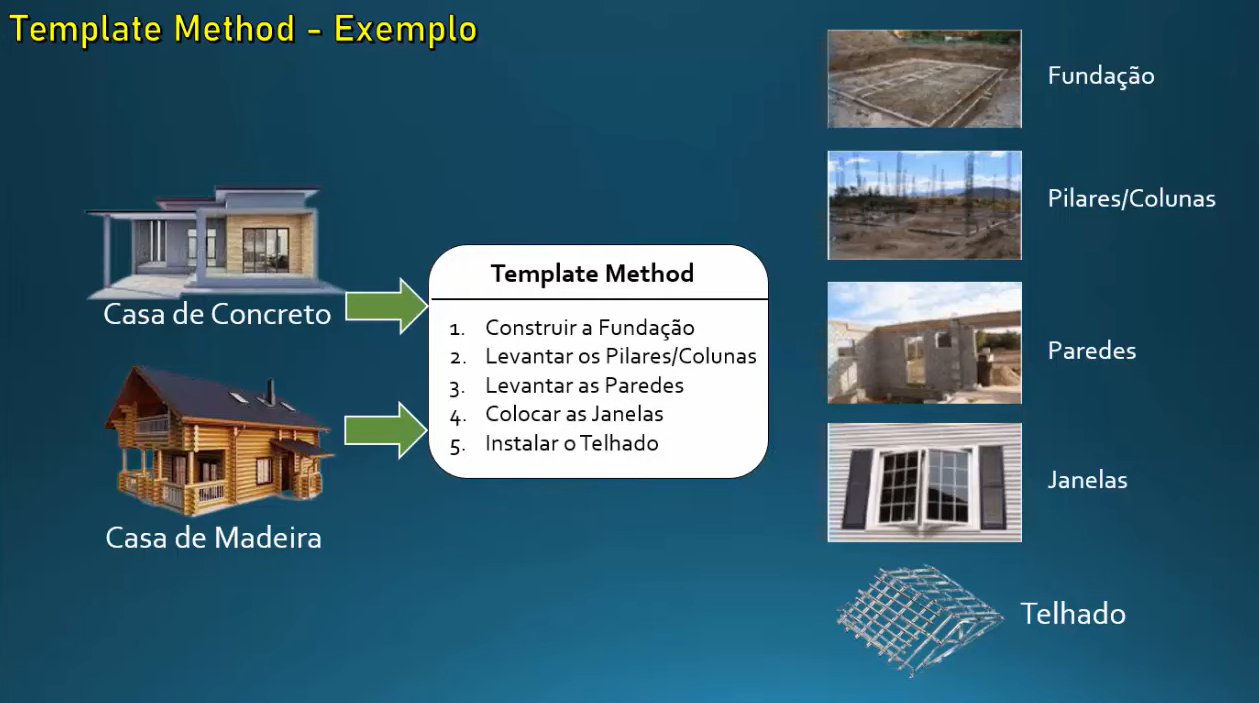 Template Method - Exemplo
Casa de Concreto
Casa de Madeira
Template Method
1. Construir a Fundação
2. Levantar os Pilares/Colunas
3. Levantar as Paredes
4. Colocar as Janelas
5. Instalar o Telhado
Fundação
Pilares/Colunas
Paredes
Janelas
Telhado